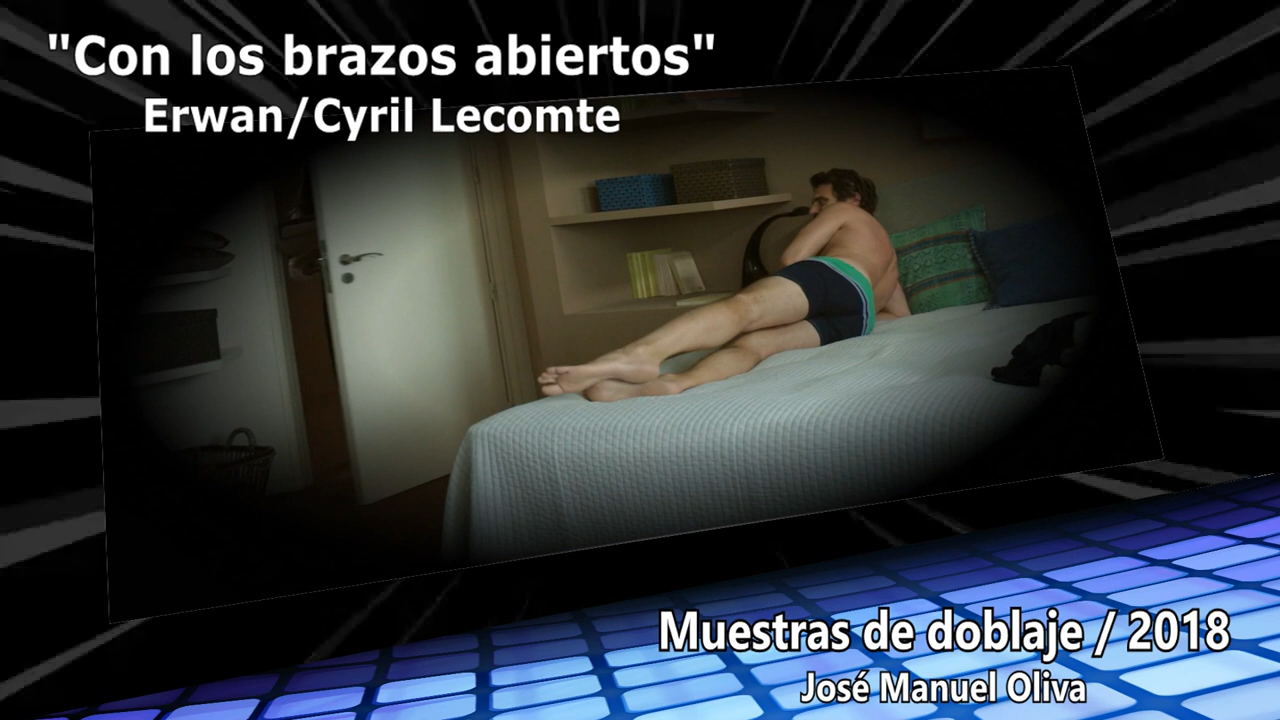 "Con los brazos abiertos"
Erwan/Cyril Lecomte
Muestras de doblaje / 2018
José Manuel Oliva